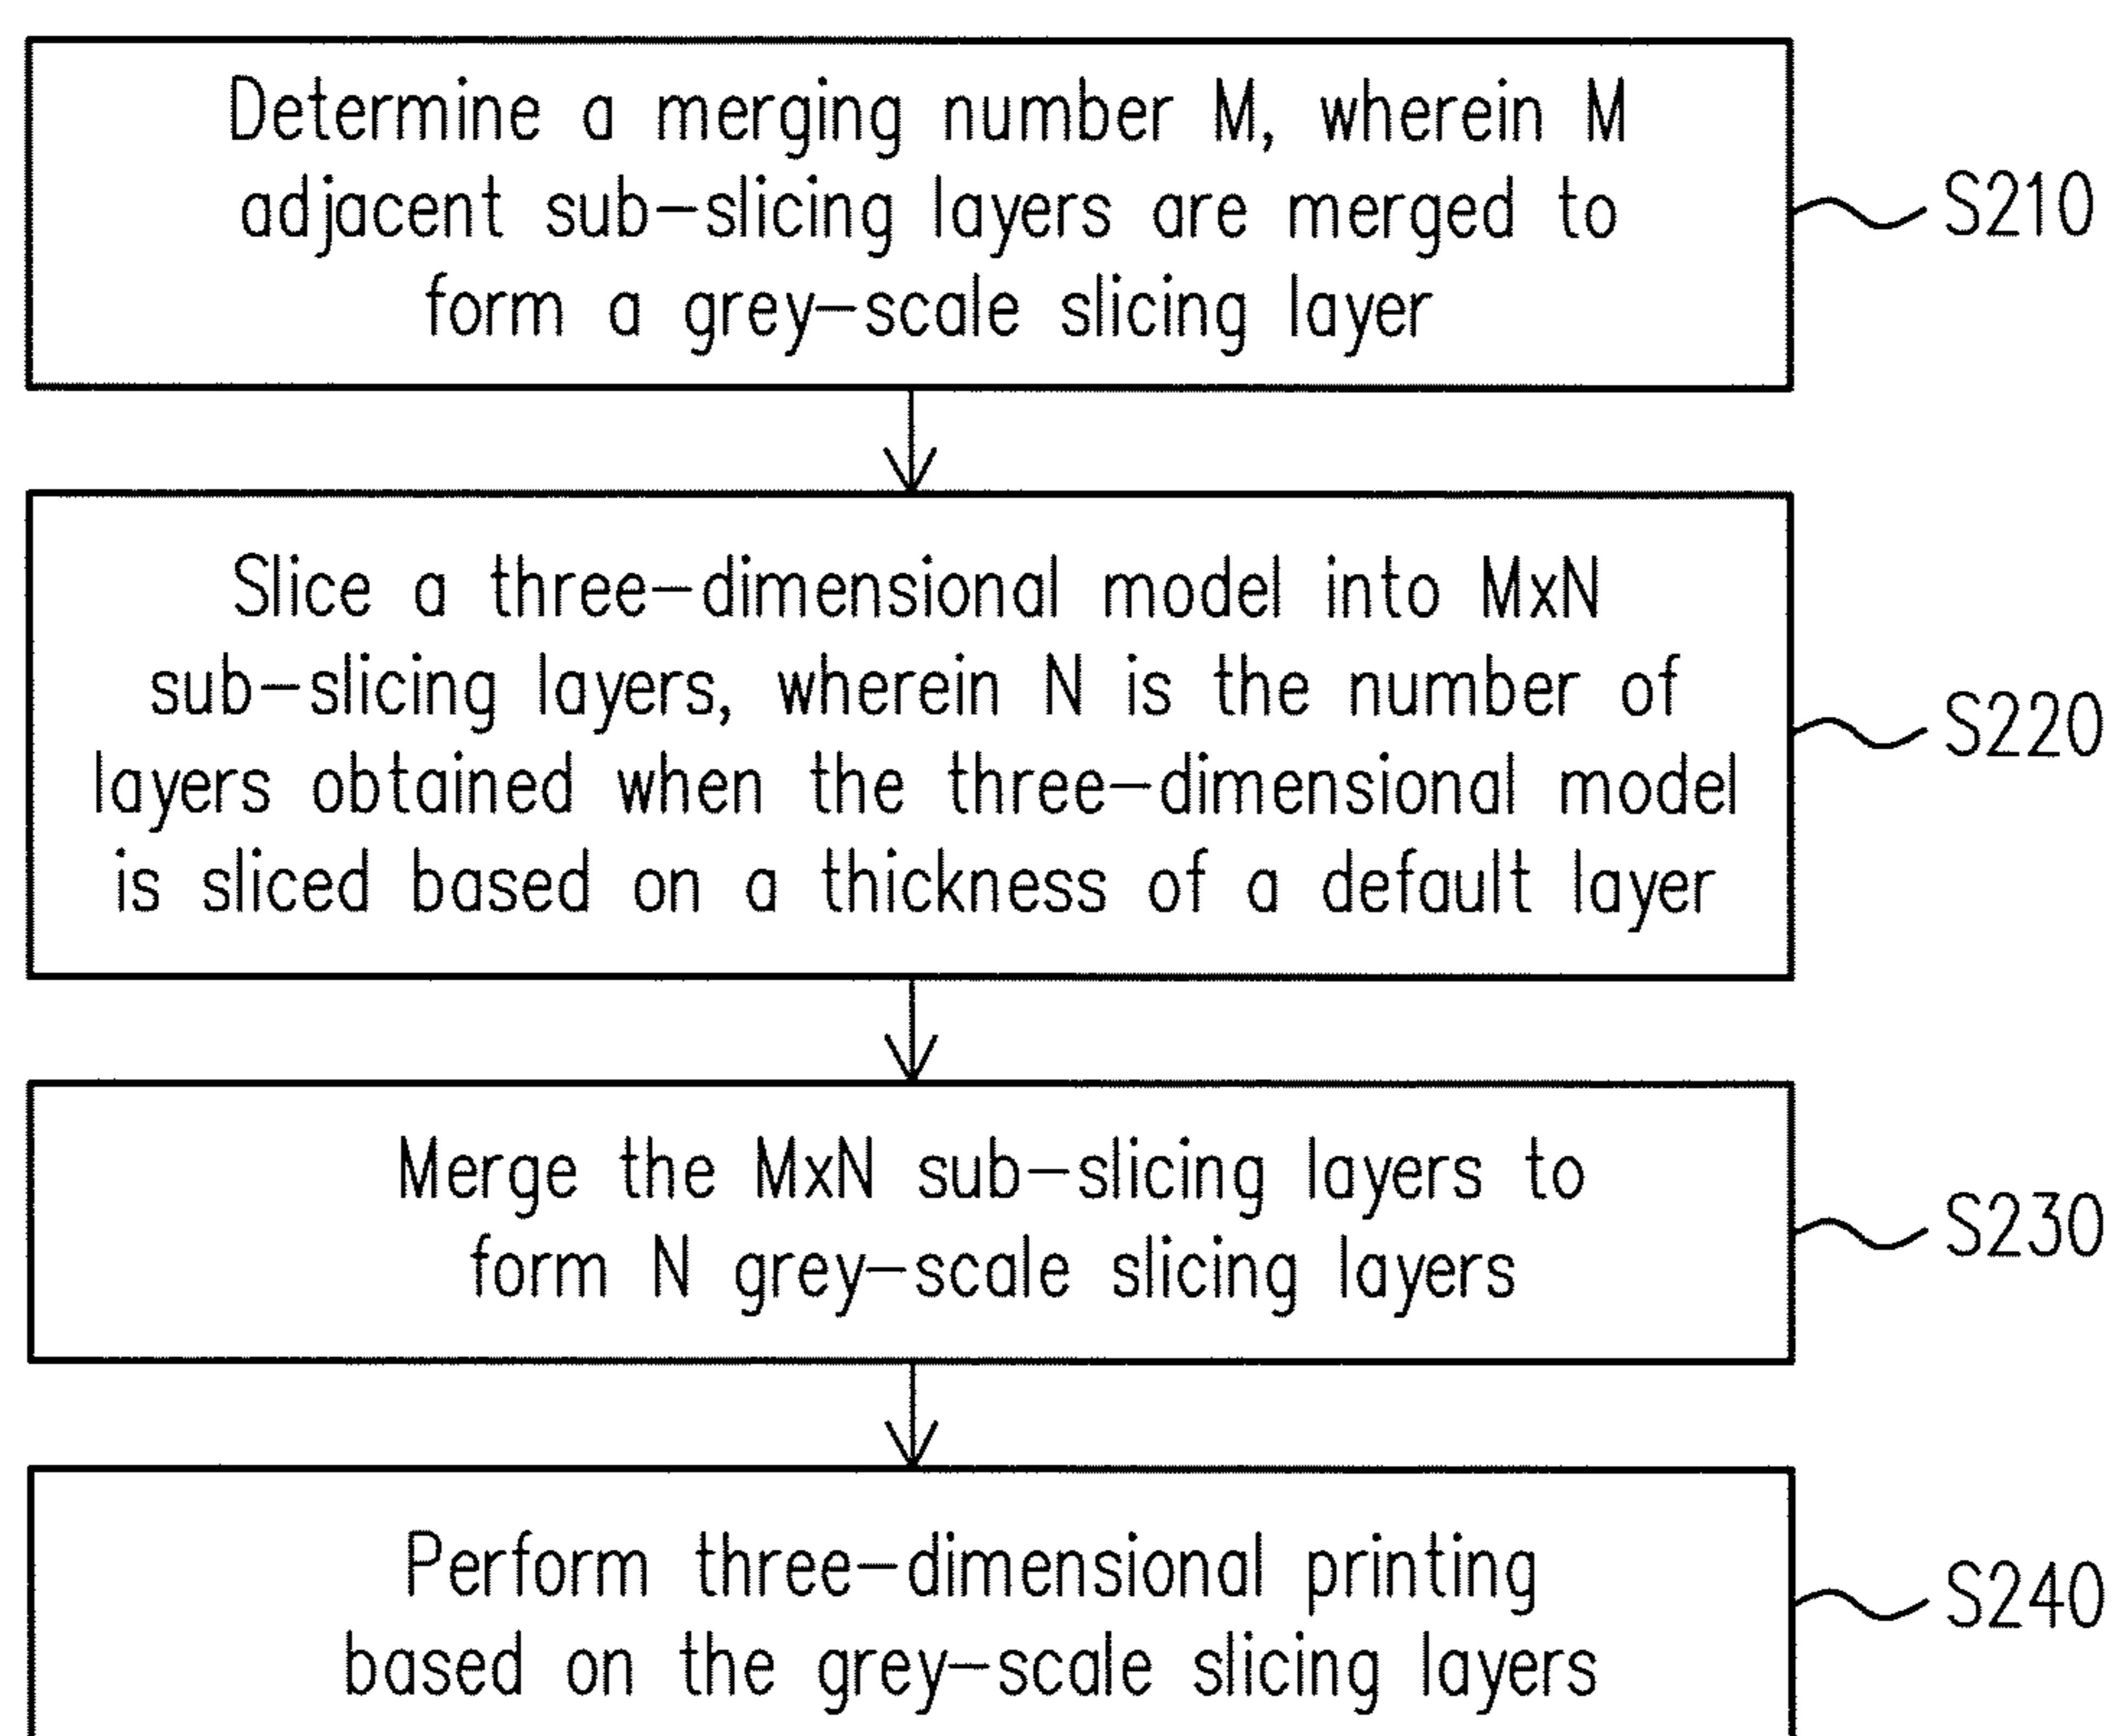 Determine a merging number M, wherein M
adjacent sub-slicing layers are merged to
form a grey-scale slicing layer
S210
Slice a three-dimensional model into MxN
sub-slicing layers, wherein N is the number of
layers obtained when the three-dimensional model
is sliced based on a thickness of a default layer
S220
Merge the MxN sub-slicing layers to
form N grey-scale slicing layers
S230
Perform three-dimensional printing
based on the grey-scale slicing layers
S240